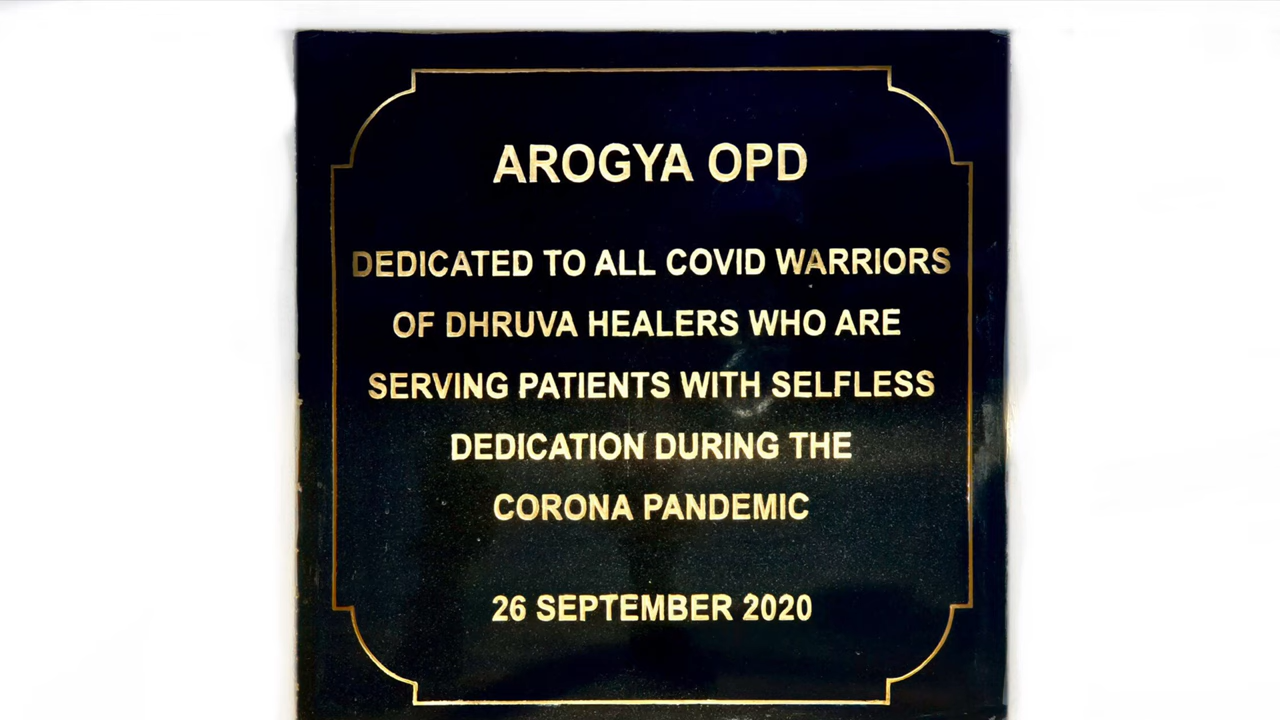 AROGYA OPD
DEDICATED TO ALL COVID WARRIORS
OF DHRUVA HEALERS WHO ARE
SERVING PATIENTS WITH SELFLESS
DEDICATION DURING THE
CORONA PANDEMIC
26 SEPTEMBER 2020